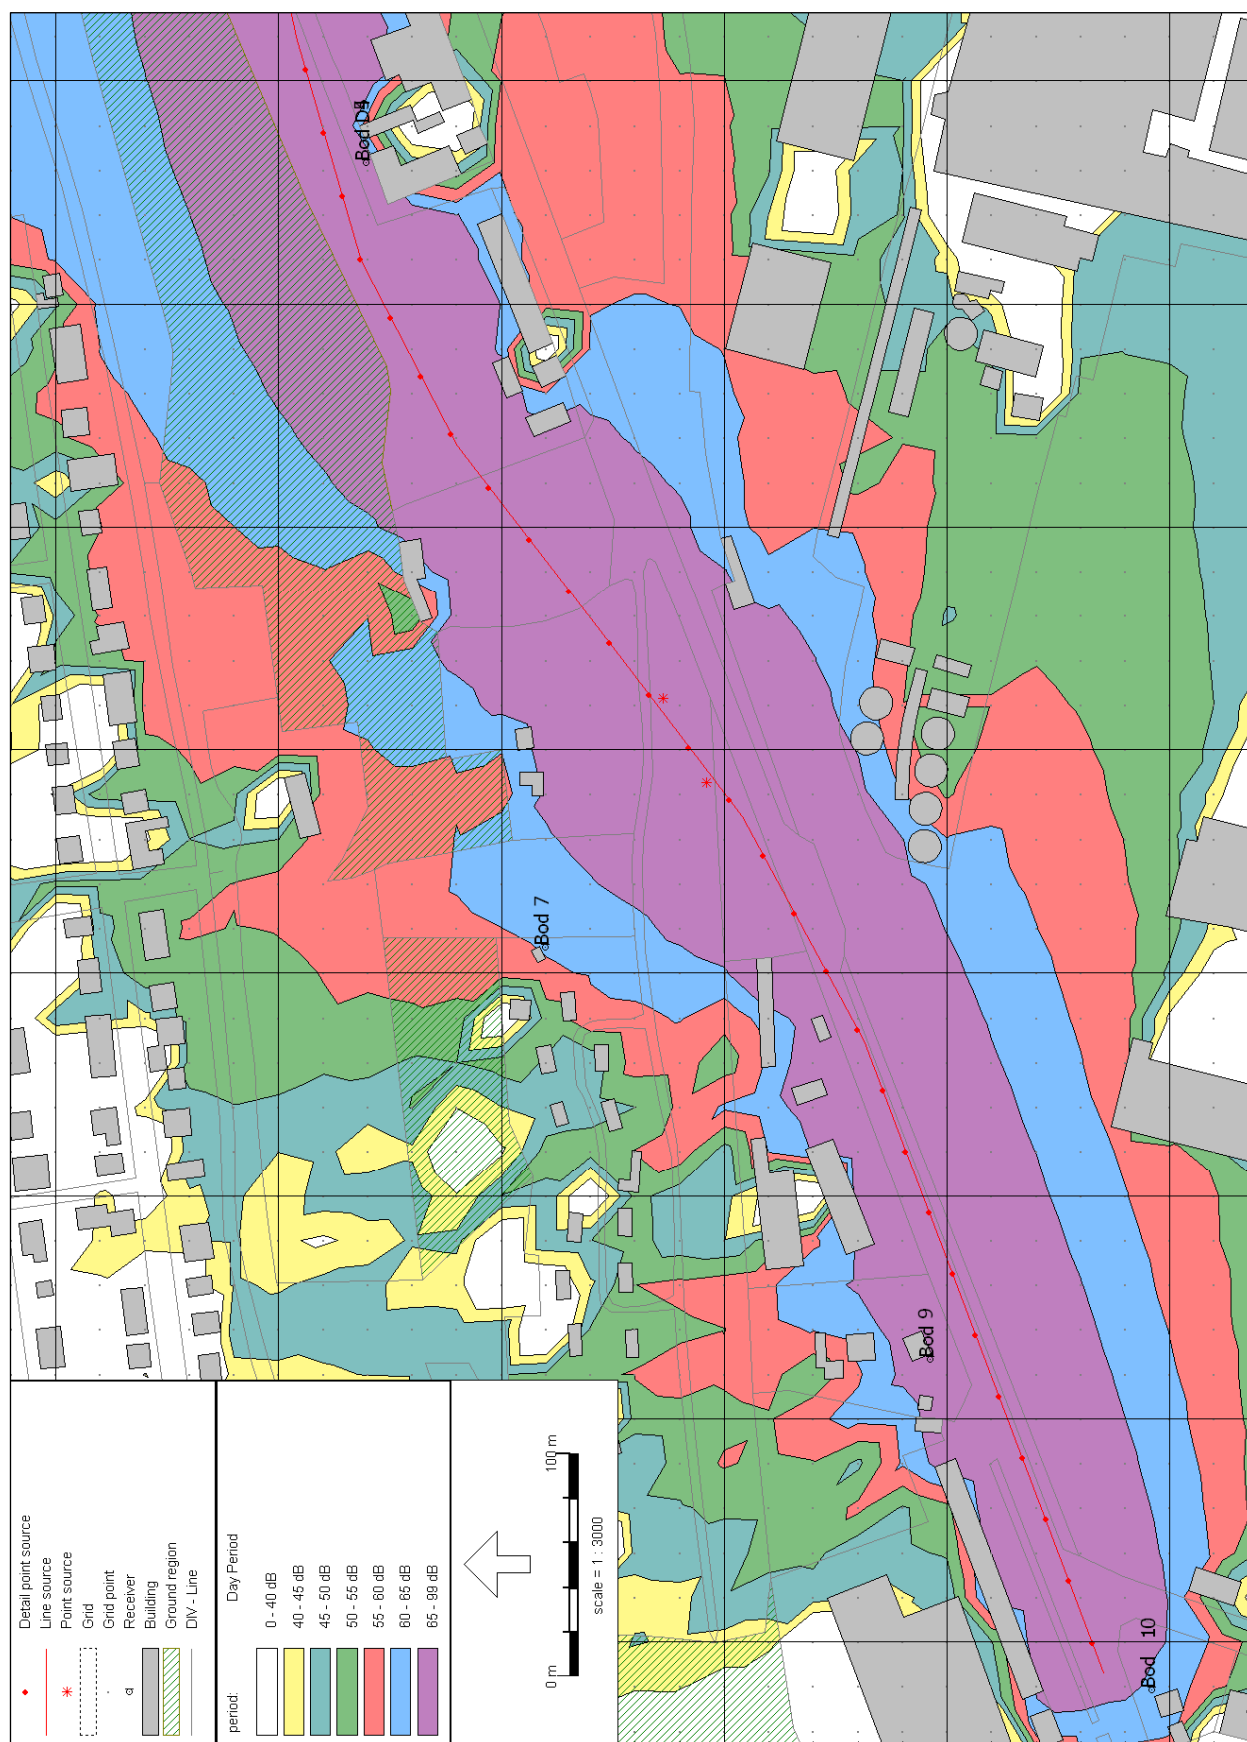 Detail point source
Line source
Point source
Grid
Grid point
Receiver
Building
Ground region
DIV - Line
period:
Day Period
0 - 40 dB
40 - 45 dB
45 - 50 dB
50 - 55 dB
55 - 60 dB
60 - 65 dB
65 - 99 dB
0 m
100 m
scale = 1 : 3000
Bod 7
Bod 9
Bod 10